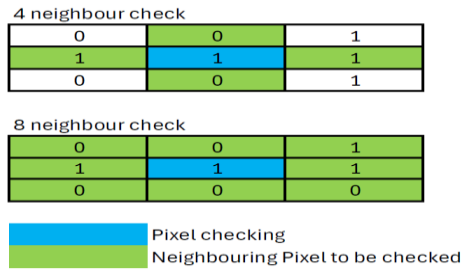 4 neighbour check
0 0 1
1 1 1
0 0 1
8 neighbour check
0 0 1
1 1 1
0 0 0
Pixel checking
Neighbouring Pixel to be checked